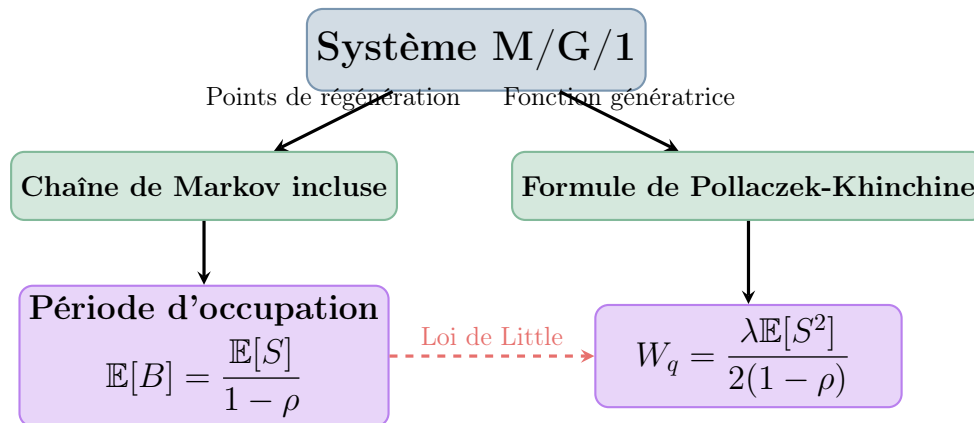 Système M/G/1
Points de régénération
Fonction génératrice
Chaîne de Markov incluse
Formule de Pollaczek-Khinchine
Période d'occupation
𝔼[B] = 𝔼[S] / (1 − ρ)
Loi de Little
W_q = λ𝔼[S²] / 2(1 − ρ)